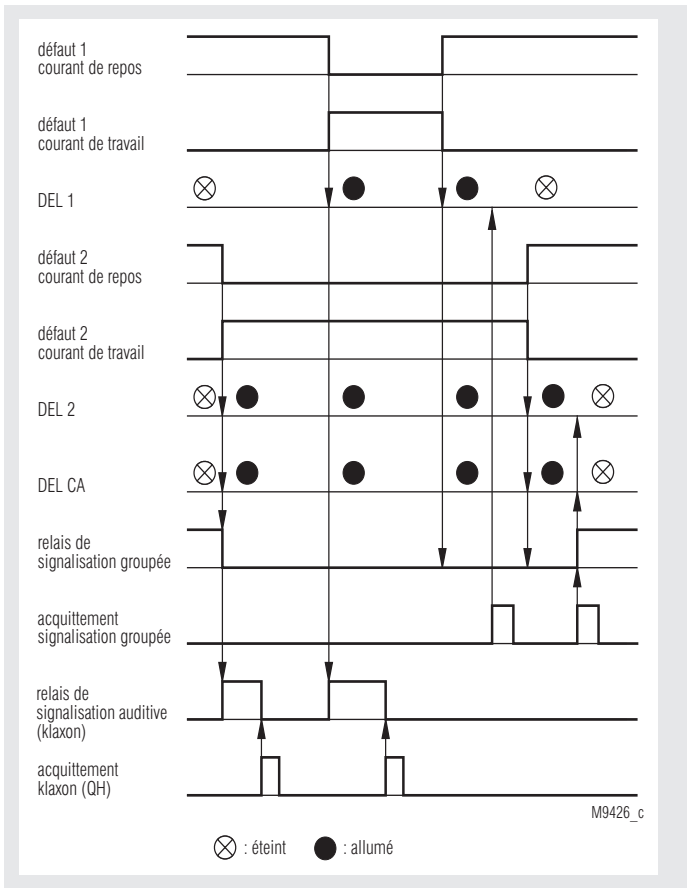 défaut 1
courant de repos
défaut 1
courant de travail
DEL 1
défaut 2
courant de repos
défaut 2
courant de travail
DEL 2
DEL CA
relais de
signalisation groupée
acquittement
signalisation groupée
relais de
signalisation auditive
(klaxon)
acquittement
klaxon (QH)
M9426_c
: éteint : allumé